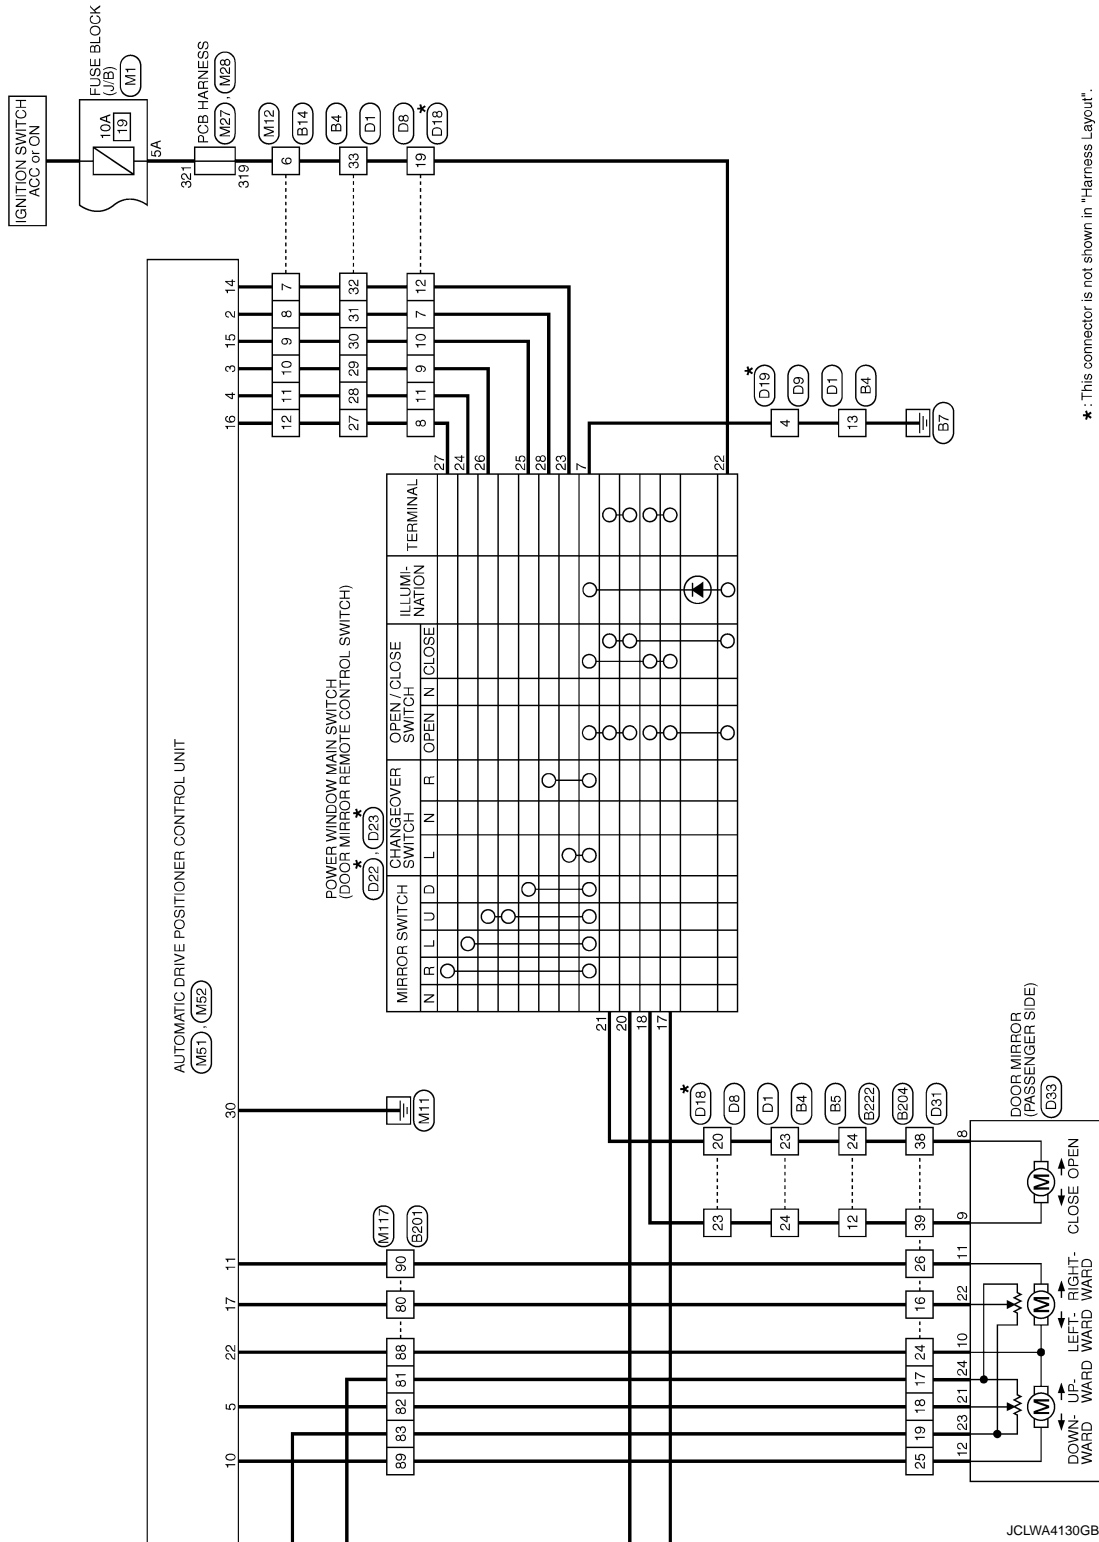 IGNITION SWITCH
ACC or ON
FUSE BLOCK
(J/B)
M1
10A
19
5A
PCB HARNESS
M27 , M28
321
319
M12
B14
B4
D1
D8
*
D18
6
33
19
AUTOMATIC DRIVE POSITIONER CONTROL UNIT
M51 , M52
14
7
32
12
2
8
31
7
15
9
30
10
3
10
29
9
4
11
28
11
16
12
27
8
POWER WINDOW MAIN SWITCH
(DOOR MIRROR REMOTE CONTROL SWITCH)
* *
D22 , D23
MIRROR SWITCH
N R L U D
CHANGEOVER
SWITCH
L N R
OPEN / CLOSE
SWITCH
OPEN N CLOSE
ILLUMI-
NATION
TERMINAL
27
24
26
25
28
23
7
22
*
D19
D9
D1
B4
4
13
B7
21
20
18
17
30
M11
*
D18
D8
D1
B4
B5
B222
B204
D31
20
23
24
38
8
23
24
12
39
9
M117
B201
11
90
26
11
17
80
16
22
22
88
24
10
81
17
24
5
82
18
21
83
19
23
10
89
25
12
DOOR MIRROR
(PASSENGER SIDE)
D33
M
CLOSE OPEN
M
LEFT-
WARD
RIGHT-
WARD
M
DOWN-
WARD
UP-
WARD
* : This connector is not shown in "Harness Layout".
JCLWA4130GB